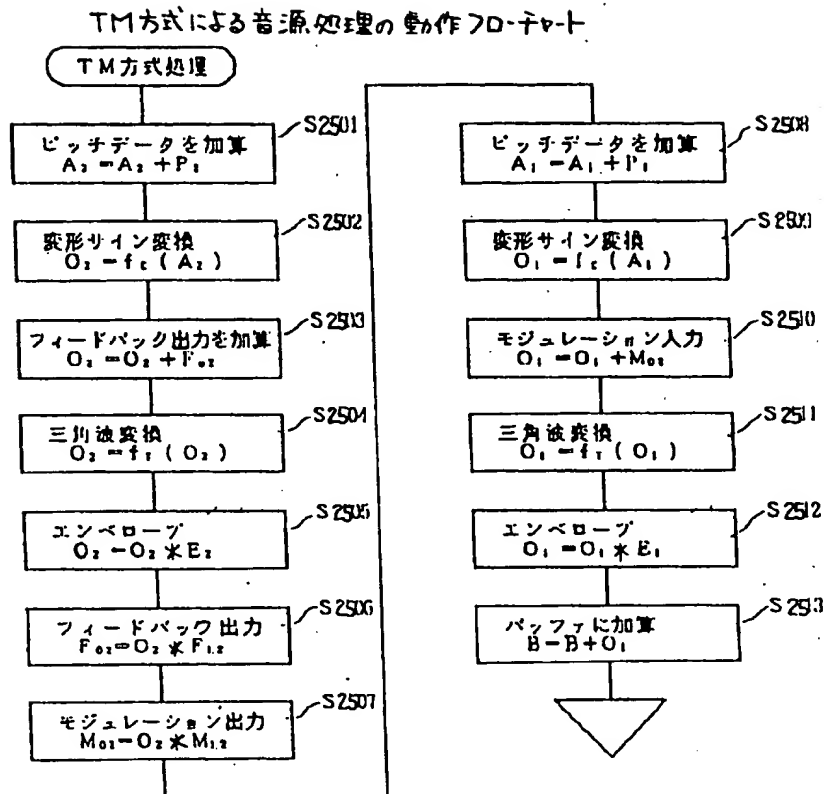 TM方式による音源処理の動作フローチャート
TM方式処理
S2501
ピッチデータを加算
A₂=A₂+P₂
S2502
変形サイン変換
O₂=fc(A₂)
S2503
フィードバック出力を加算
O₂=O₂+F₀₂
S2504
三角波変換
O₂=fT(O₂)
S2505
エンベロープ
O₂=O₂*E₂
S2506
フィードバック出力
F₀₂=O₂*F₁₂
S2507
モジュレーション出力
M₀₂=O₂*M₁₂
S2508
ピッチデータを加算
A₁=A₁+P₁
S2509
変形サイン変換
O₁=fc(A₁)
S2510
モジュレーション入力
O₁=O₁+M₀₂
S2511
三角波変換
O₁=fT(O₁)
S2512
エンベロープ
O₁=O₁*E₁
S2513
バッファに加算
B=B+O₁